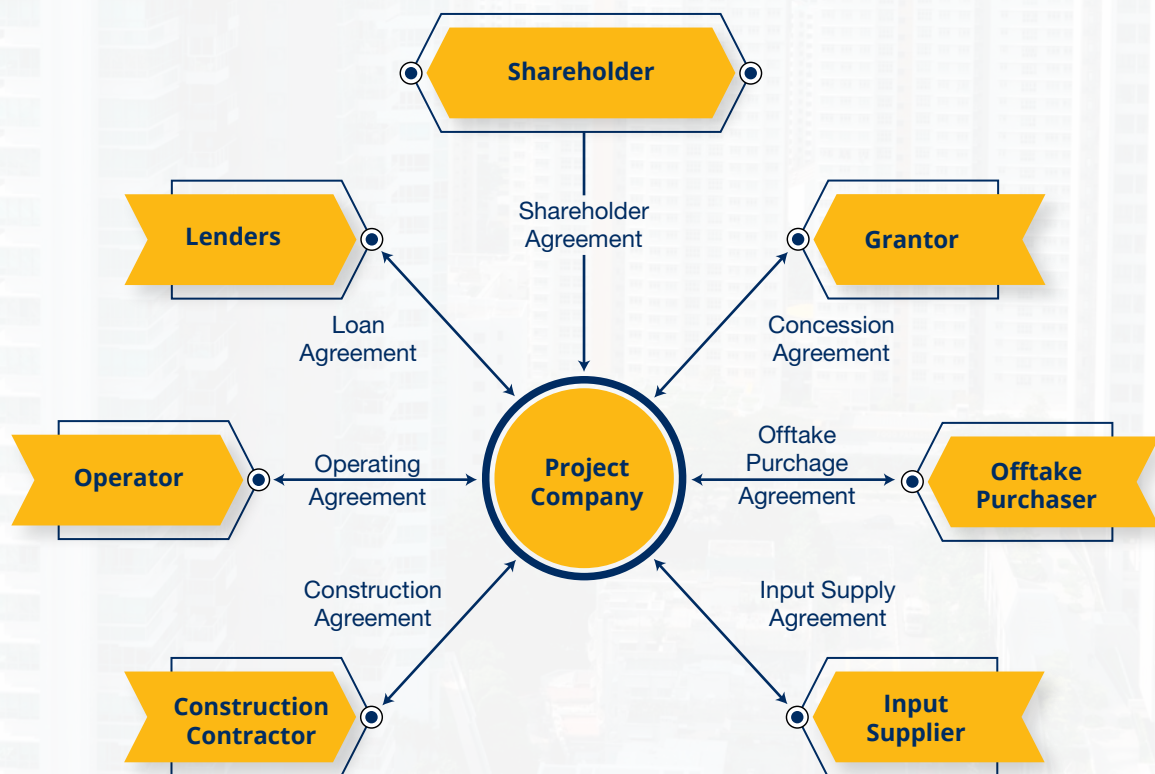 Shareholder
Shareholder
Agreement
Lenders
Grantor
Loan
Agreement
Concession
Agreement
Operator
Operating
Agreement
Project
Company
Offtake
Purchage
Agreement
Offtake
Purchaser
Construction
Agreement
Input Supply
Agreement
Construction
Contractor
Input
Supplier